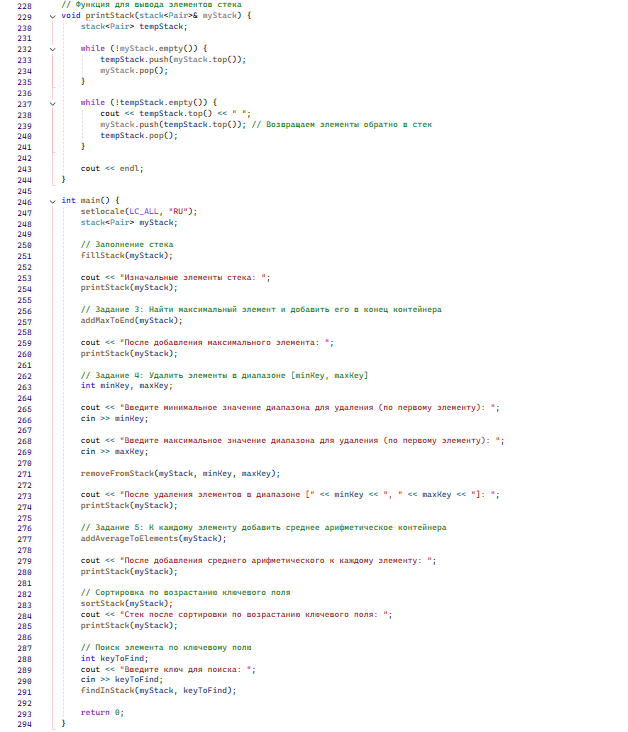 228 // Функция для вывода элементов стека
229 void printStack(stack<Pair>& myStack) {
230 stack<Pair> tempStack;
231
232 while (!myStack.empty()) {
233 tempStack.push(myStack.top());
234 myStack.pop();
235 }
236
237 while (!tempStack.empty()) {
238 cout << tempStack.top() << " ";
239 myStack.push(tempStack.top()); // Возвращаем элементы обратно в стек
240 tempStack.pop();
241 }
242
243 cout << endl;
244 }
245
246 int main() {
247 setlocale(LC_ALL, "RU");
248 stack<Pair> myStack;
249
250 // Заполнение стека
251 fillStack(myStack);
252
253 cout << "Изначальные элементы стека: ";
254 printStack(myStack);
255
256 // Задание 3: Найти максимальный элемент и добавить его в конец контейнера
257 addMaxToEnd(myStack);
258
259 cout << "После добавления максимального элемента: ";
260 printStack(myStack);
261
262 // Задание 4: Удалить элементы в диапазоне [minKey, maxKey]
263 int minKey, maxKey;
264
265 cout << "Введите минимальное значение диапазона для удаления (по первому элементу): ";
266 cin >> minKey;
267
268 cout << "Введите максимальное значение диапазона для удаления (по первому элементу): ";
269 cin >> maxKey;
270
271 removeFromStack(myStack, minKey, maxKey);
272
273 cout << "После удаления элементов в диапазоне [" << minKey << ", " << maxKey << "]: ";
274 printStack(myStack);
275
276 // Задание 5: К каждому элементу добавить среднее арифметическое контейнера
277 addAverageToElements(myStack);
278
279 cout << "После добавления среднего арифметического к каждому элементу: ";
280 printStack(myStack);
281
282 // Сортировка по возрастанию ключевого поля
283 sortStack(myStack);
284 cout << "Стек после сортировки по возрастанию ключевого поля: ";
285 printStack(myStack);
286
287 // Поиск элемента по ключевому полю
288 int keyToFind;
289 cout << "Введите ключ для поиска: ";
290 cin >> keyToFind;
291 findInStack(myStack, keyToFind);
292
293 return 0;
294 }